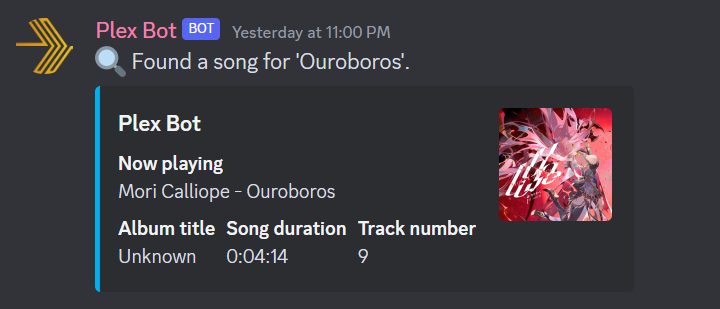 Plex Bot BOT Yesterday at 11:00 PM
Found a song for 'Ouroboros'.
Plex Bot
Now playing
Mori Calliope - Ouroboros
Album title Song duration Track number
Unknown 0:04:14 9